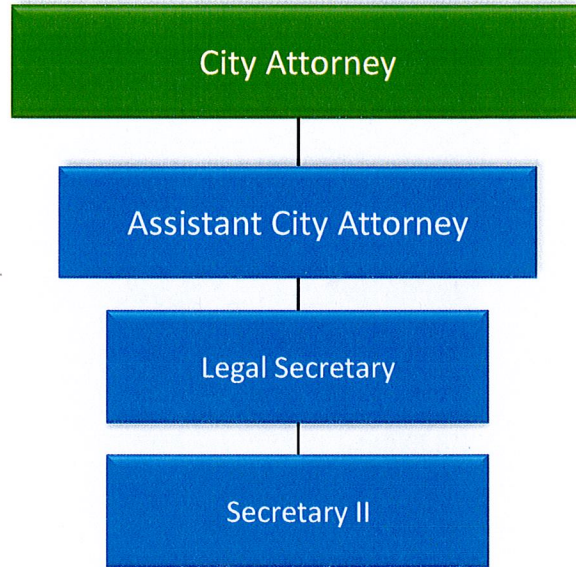 City Attorney
Assistant City Attorney
Legal Secretary
Secretary II